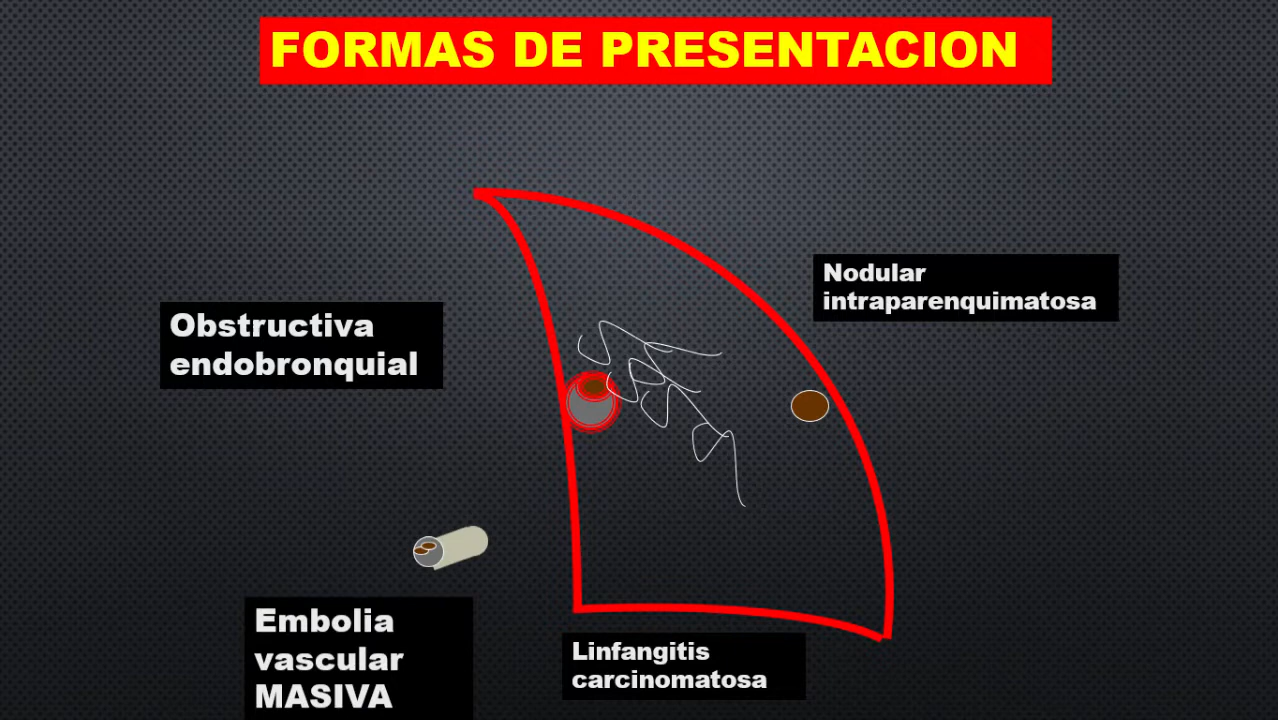 FORMAS DE PRESENTACION
Nodular
intraparenquimatosa
Obstructiva
endobronquial
Embolia
vascular
MASIVA
Linfangitis
carcinomatosa